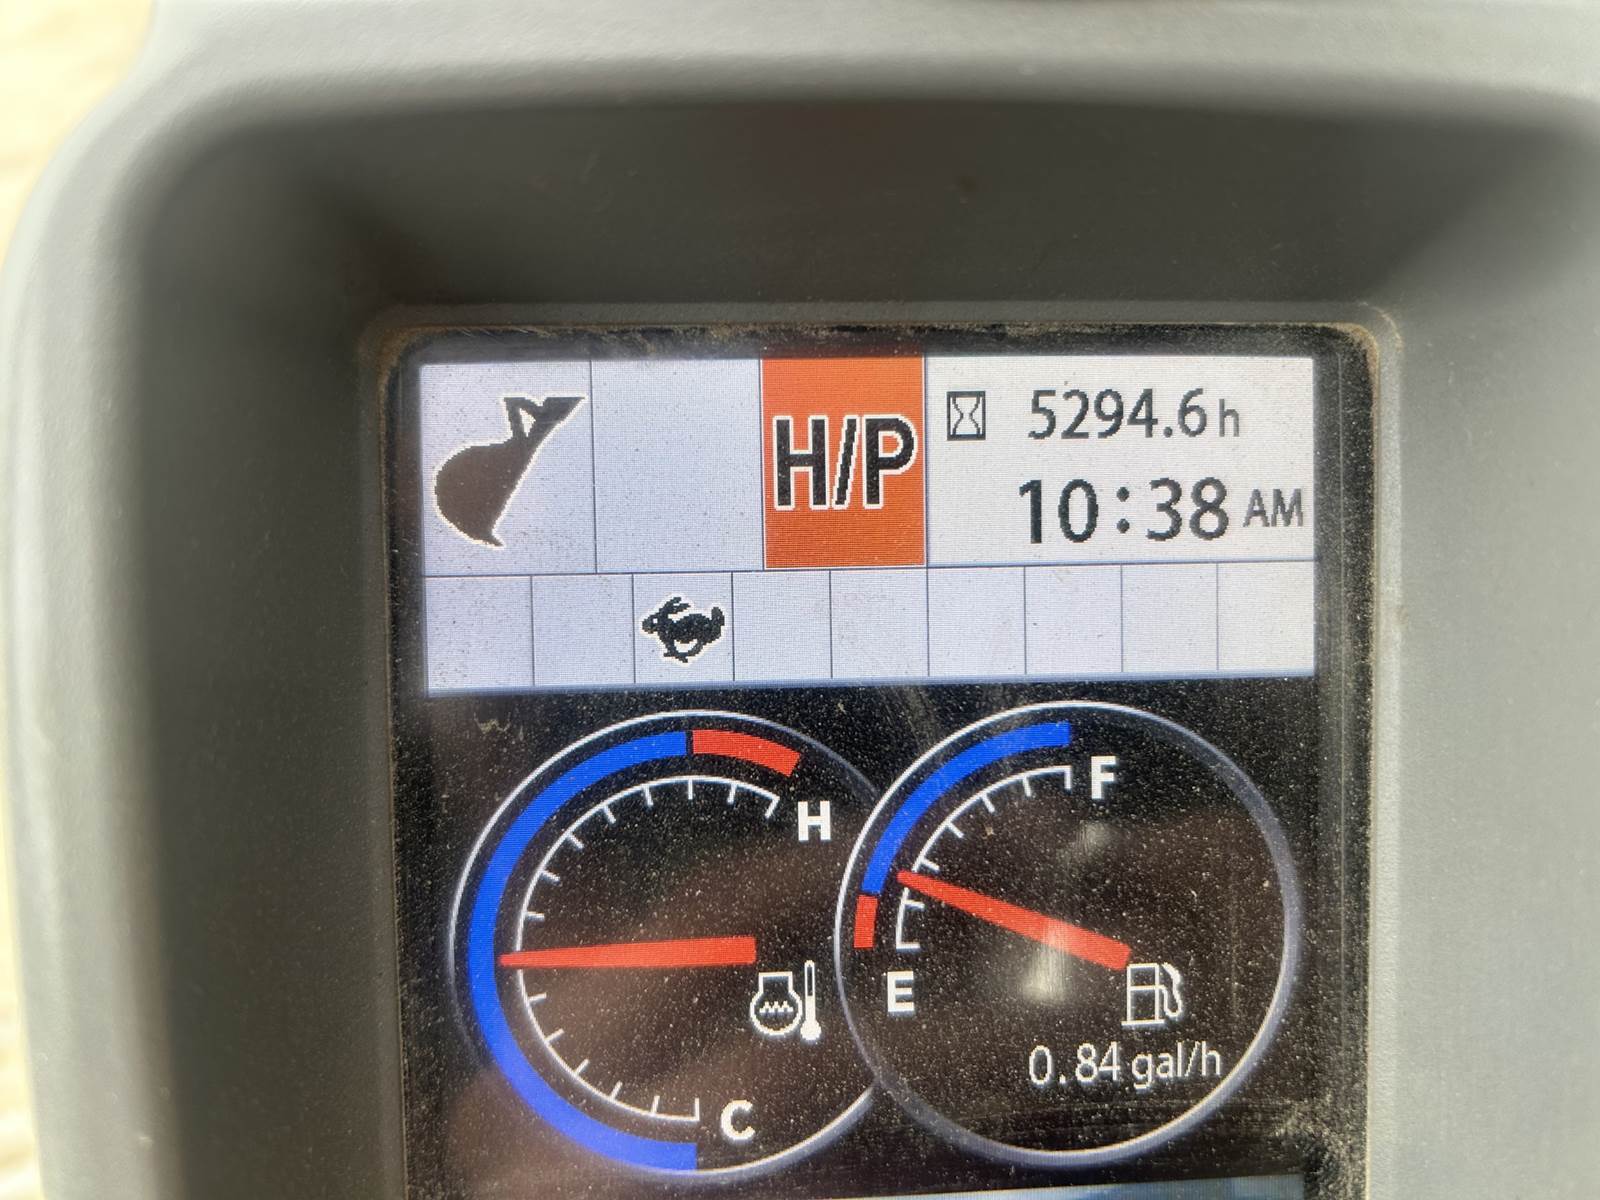 H/P
5294.6h
10:38 AM
H
F
E
C
0.84 gal/h